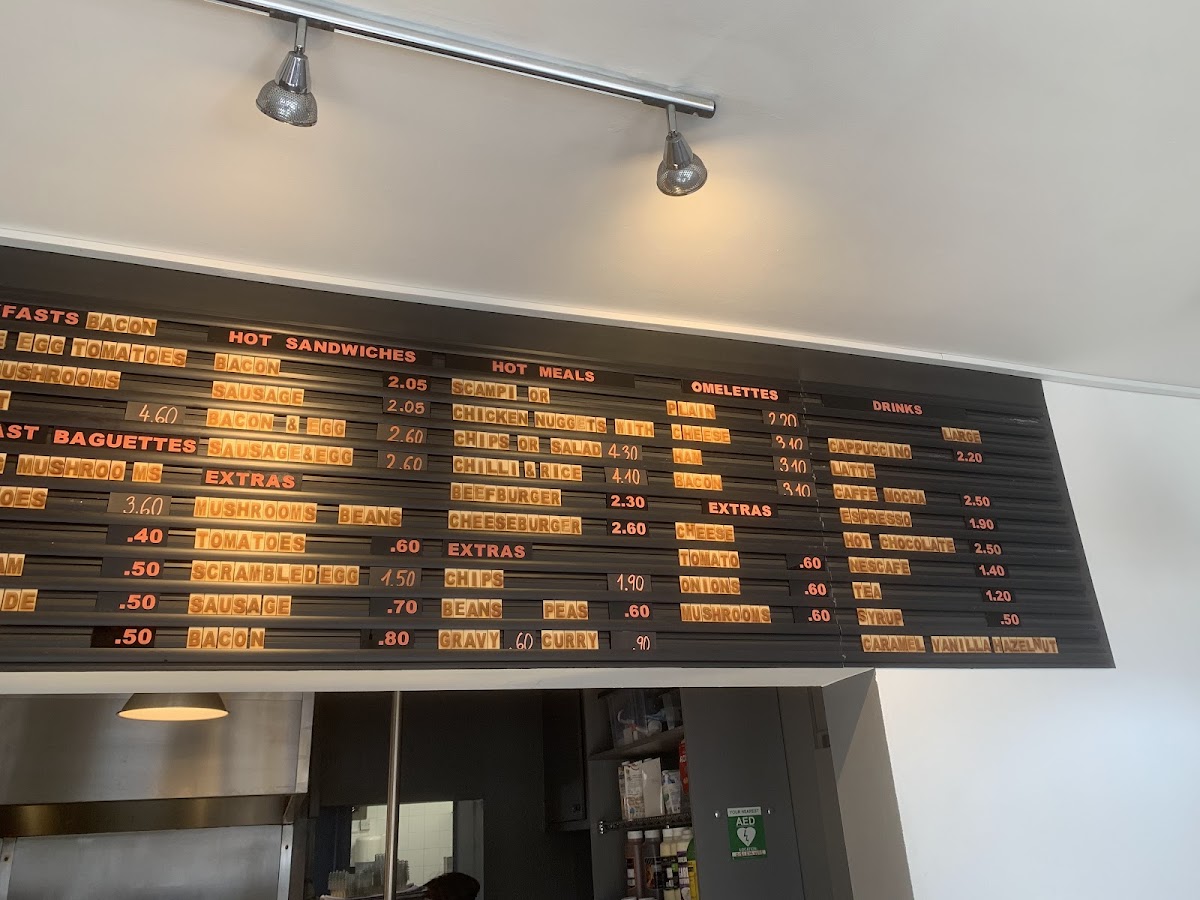 FASTS BACON
EGG TOMATOES
MUSHROOMS
4.60
BAGUETTES
MUSHROO MS
3.60
.40
.50
.50
.50
HOT SANDWICHES
BACON 2.05
SAUSAGE 2.05
BACON & EGG 2.60
SAUSAGE&EGG 2.60
EXTRAS
MUSHROOMS BEANS
TOMATOES .60
SCRAMBLED EGG 1.50
SAUSAGE .70
BACON .80
HOT MEALS
SCAMPI OR
CHICKEN NUGGETS WITH
CHIPS OR SALAD 4.30
CHILLI & RICE 4.10
BEEFBURGER 2.30
CHEESEBURGER 2.60
EXTRAS
CHIPS 1.90
BEANS PEAS .60
GRAVY .60 CURRY .90
OMELETTES
PLAIN 2.20
CHEESE 3.10
HAM 3.10
BACON 3.10
EXTRAS
CHEESE
TOMATO .60
ONIONS .60
MUSHROOMS .60
DRINKS
LARGE
CAPPUCCINO 2.20
LATTE
CAFFE MOCHA 2.50
ESPRESSO 1.90
HOT CHOCOLATE 2.50
NESCAFE 1.40
TEA 1.20
SYRUP .50
CARAMEL VANILLA HAZELNUT
YOUR NEAREST
AED